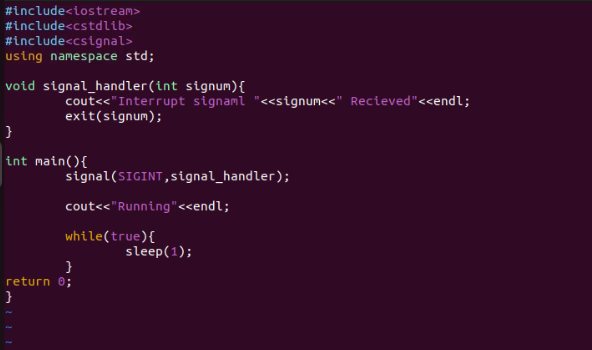 #include<iostream>
#include<cstdlib>
#include<csignal>
using namespace std;
void signal_handler(int signum){
cout<<"Interrupt signaml "<<signum<<" Recieved"<<endl;
exit(signum);
}
int main(){
signal(SIGINT,signal_handler);
cout<<"Running"<<endl;
while(true){
sleep(1);
}
return 0;
}
~
~
~